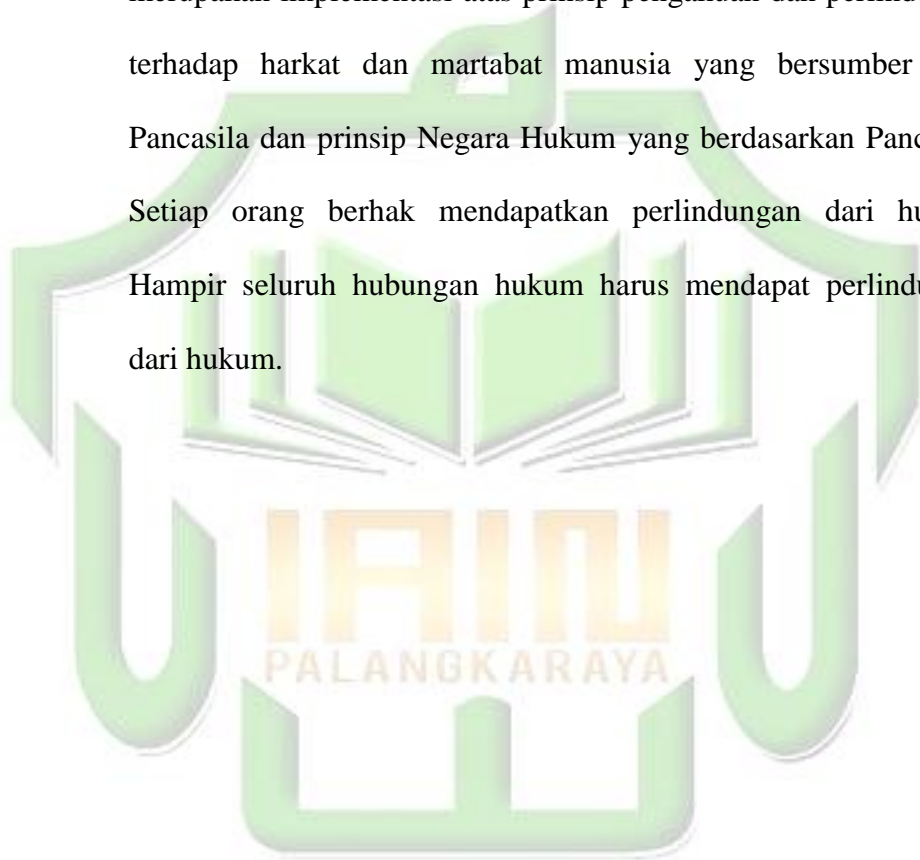 terhadap harkat dan martabat manusia yang bersumber
Pancasila dan prinsip Negara Hukum yang berdasarkan
Setiap orang berhak mendapatkan perlindungan dari
Hampir seluruh hubungan hukum harus mendapat
dari hukum.
IAIN
PALANGKARAYA